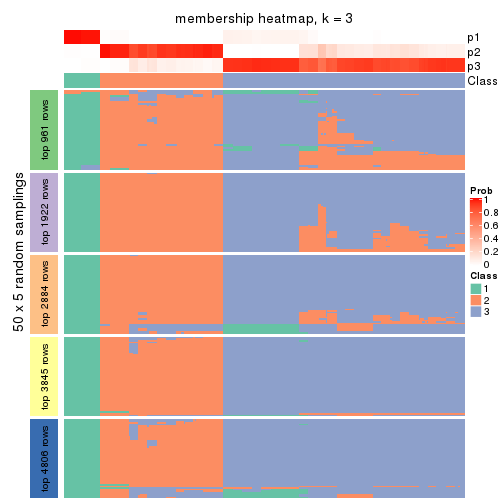 membership heatmap, k = 3
p1
p2
p3
Class
50 x 5 random samplings
top 961 rows
top 1922 rows
top 2884 rows
top 3845 rows
top 4806 rows
Prob
1
0.8
0.6
0.4
0.2
0
Class
1
2
3